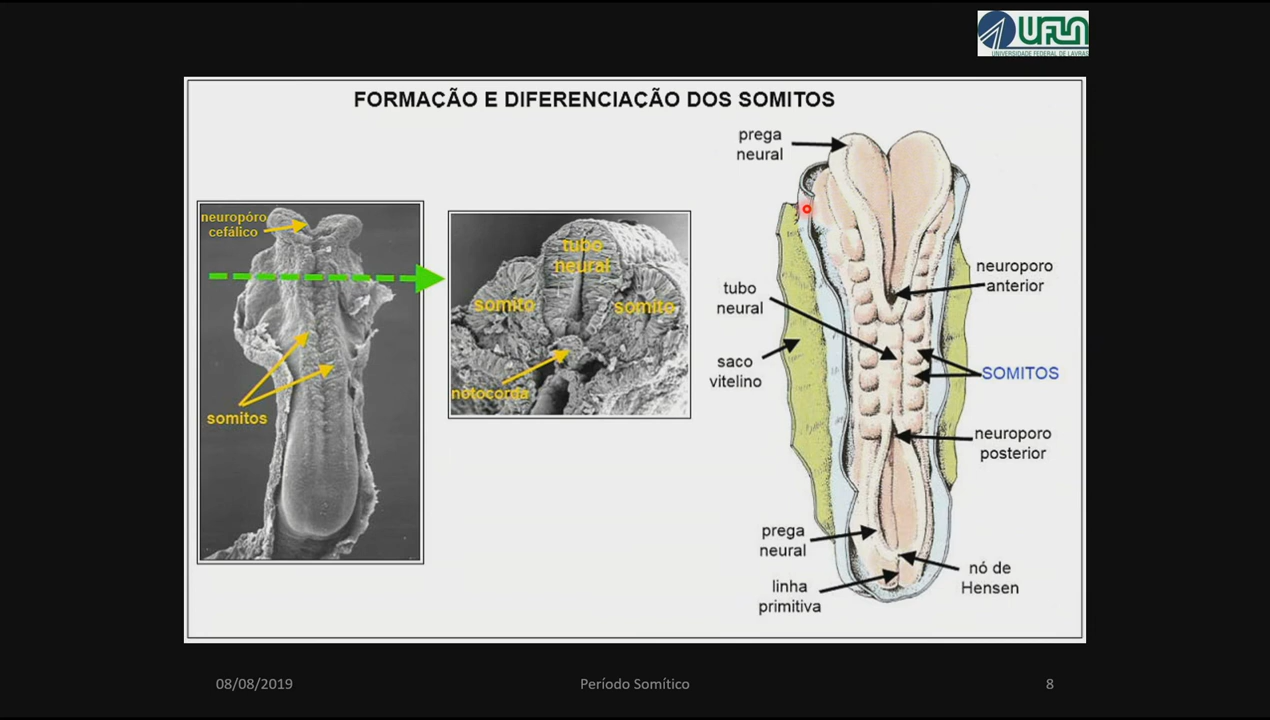 UFLA
UNIVERSIDADE FEDERAL DE LAVRAS
FORMAÇÃO E DIFERENCIAÇÃO DOS SOMITOS
neuropóro
cefálico
somitos
tubo
neural
somito
somito
notocorda
prega
neural
tubo
neural
saco
vitelino
prega
neural
linha
primitiva
neuroporo
anterior
SOMITOS
neuroporo
posterior
nó de
Hensen
08/08/2019
Período Somítico
8